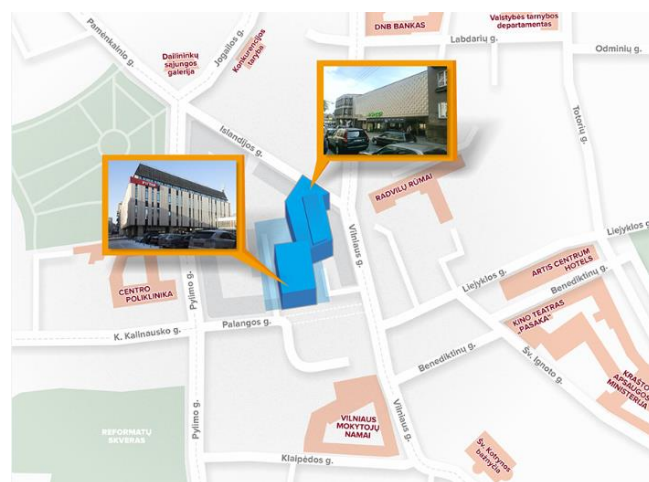 DNB BANKAS
Valstybės tarnybos
departamentas
Labdarių g.
Odminių g.
Pamėnkalnio g.
Jogailos g.
Dailininkų
sąjungos
galerija
Konkurencijos
taryba
Totorių g.
Islandijos g.
RADVILŲ RŪMAI
Vilniaus g.
Liejyklos g.
ARTIS CENTRUM
HOTELS
Benediktinų g.
Liejyklos g.
CENTRO
POLIKLINIKA
Pylimo g.
Palangos g.
K. Kalinausko g.
KINO TEATRAS
„PASAKA"
Šv. Ignoto g.
Benediktinų g.
KRAŠTO
APSAUGOS
MINISTERIJA
REFORMATŲ
SKVERAS
Pylimo g.
Vilniaus g.
VILNIAUS
MOKYTOJŲ
NAMAI
Klaipėdos g.
Šv. Kotrynos
bažnyčia